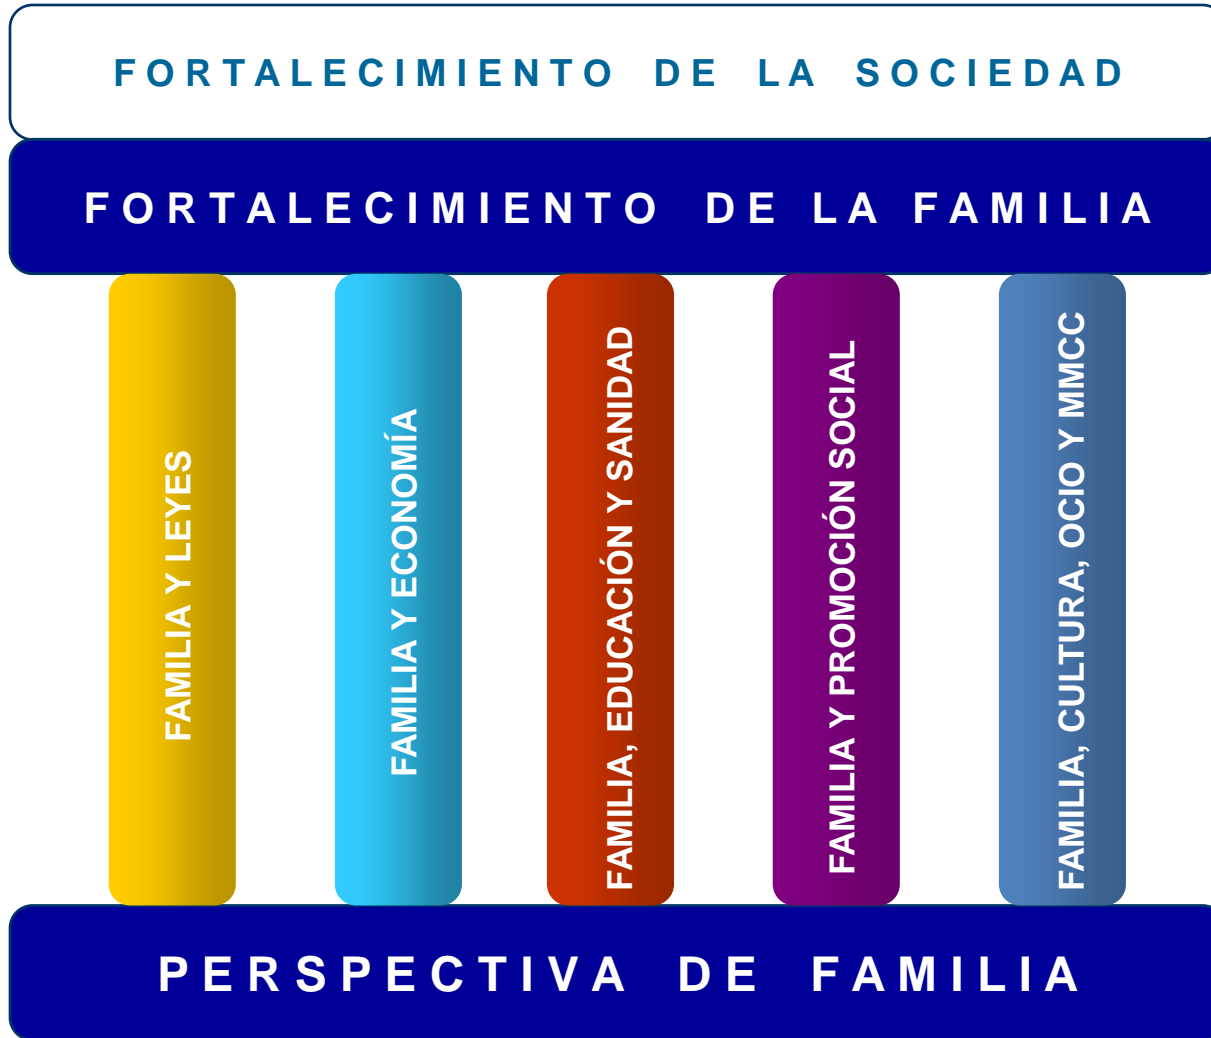 FORTALECIMIENTO DE LA SOCIEDAD
FORTALECIMIENTO DE LA FAMILIA
FAMILIA Y LEYES
FAMILIA Y ECONOMÍA
FAMILIA, EDUCACIÓN Y SANIDAD
FAMILIA Y PROMOCIÓN SOCIAL
FAMILIA, CULTURA, OCIO Y MMCC
PERSPECTIVA DE FAMILIA